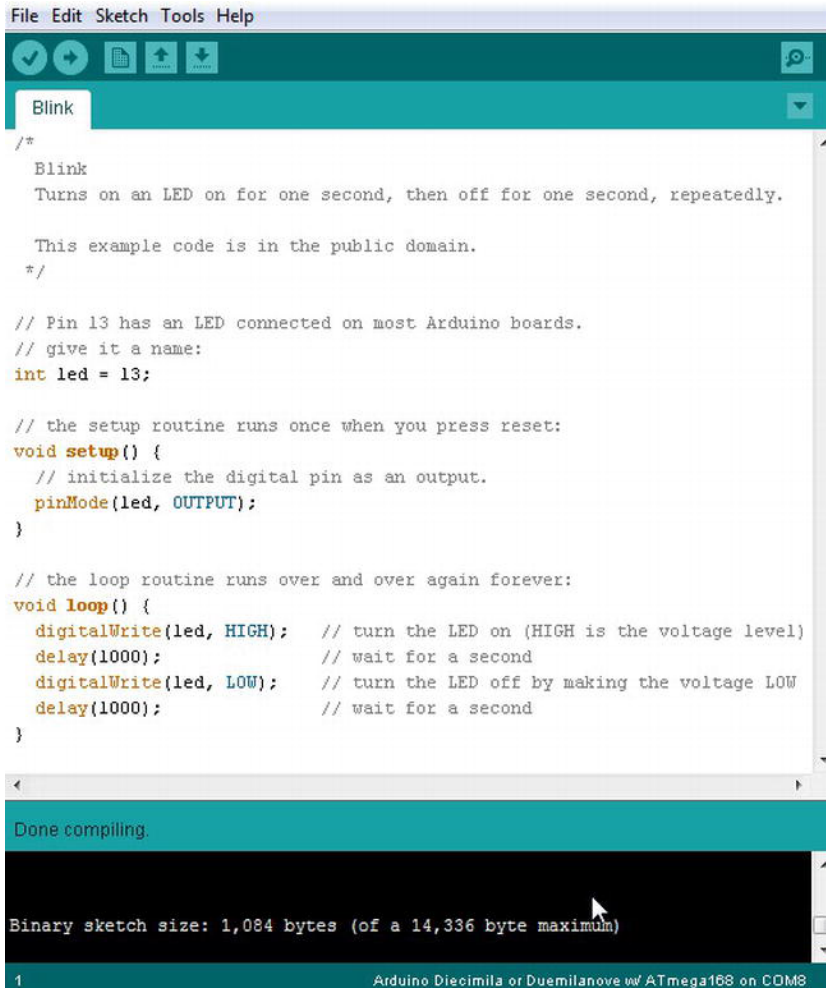 File Edit Sketch Tools Help
Blink
/*
  Blink
  Turns on an LED on for one second, then off for one second, repeatedly.

  This example code is in the public domain.
 */

// Pin 13 has an LED connected on most Arduino boards.
// give it a name:
int led = 13;

// the setup routine runs once when you press reset:
void setup() {
  // initialize the digital pin as an output.
  pinMode(led, OUTPUT);
}

// the loop routine runs over and over again forever:
void loop() {
  digitalWrite(led, HIGH);   // turn the LED on (HIGH is the voltage level)
  delay(1000);               // wait for a second
  digitalWrite(led, LOW);    // turn the LED off by making the voltage LOW
  delay(1000);               // wait for a second
}
Done compiling.
Binary sketch size: 1,084 bytes (of a 14,336 byte maximum)
1 Arduino Diecimila or Duemilanove w/ ATmega168 on COM8